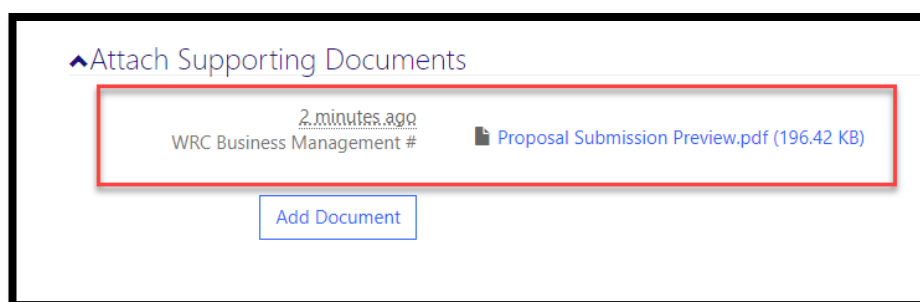 Attach Supporting Documents
2 minutes ago
WRC Business Management #
Proposal Submission Preview.pdf (196.42 KB)
Add Document